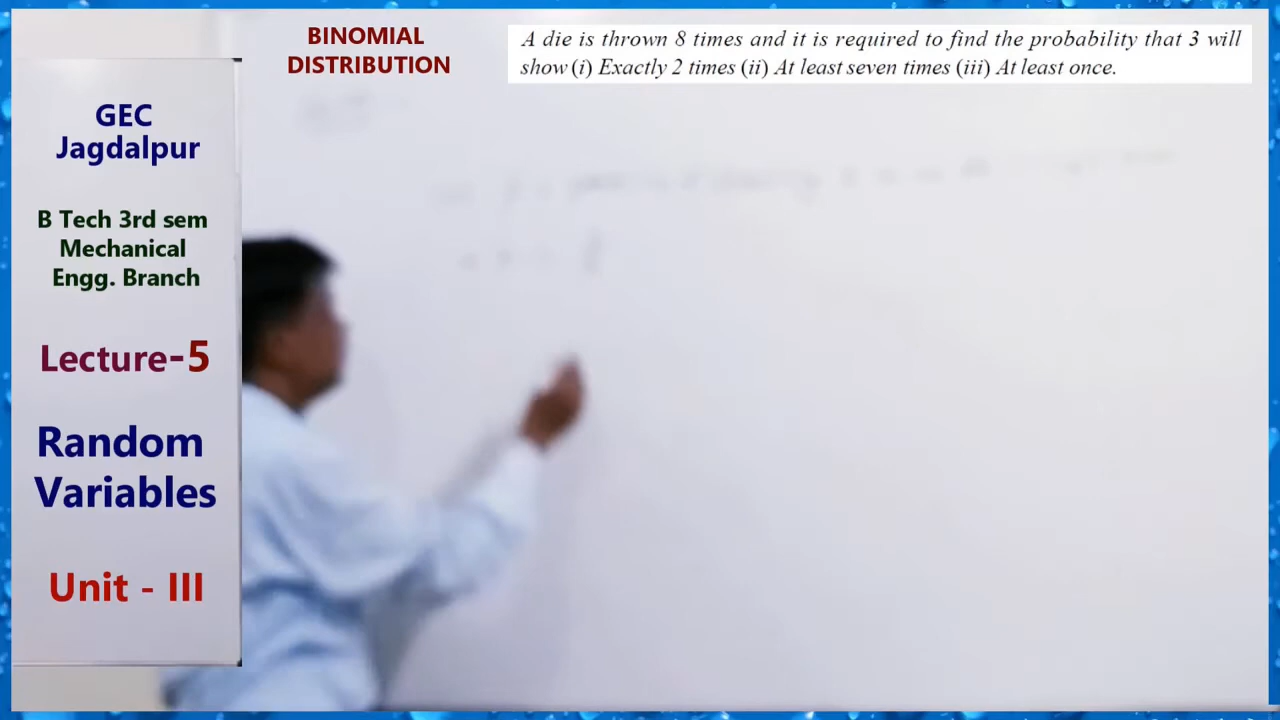 BINOMIAL
DISTRIBUTION
A die is thrown 8 times and it is required to find the probability that 3 will
show (i) Exactly 2 times (ii) At least seven times (iii) At least once.
GEC
Jagdalpur
B Tech 3rd sem
Mechanical
Engg. Branch
Lecture-5
Random
Variables
Unit - III